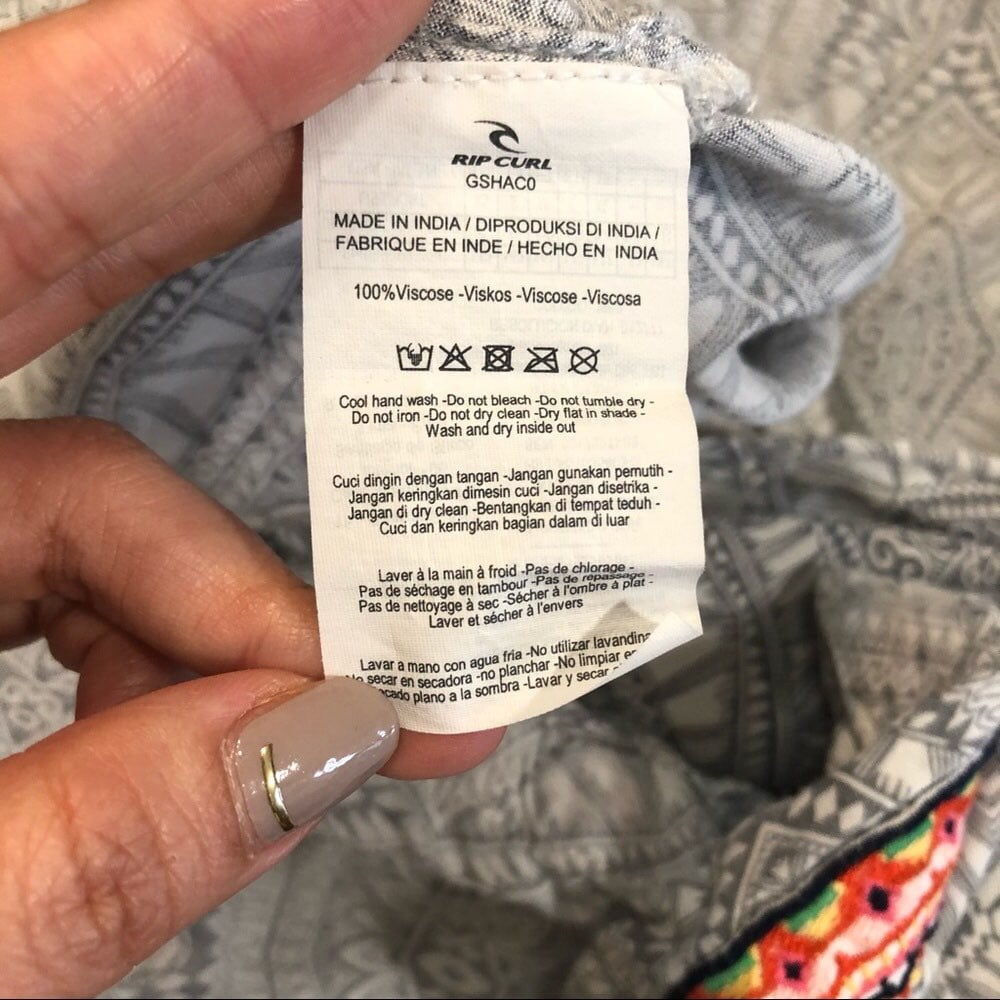 RIP CURL
GSHAC0
MADE IN INDIA / DIPRODUKSI DI INDIA /
FABRIQUE EN INDE / HECHO EN INDIA
100%Viscose -Viskos -Viscose -Viscosa
Cool hand wash -Do not bleach -Do not tumble dry -
Do not iron -Do not dry clean -Dry flat in shade -
Wash and dry inside out
Cuci dingin dengan tangan -Jangan gunakan pemutih -
Jangan keringkan dimesin cuci -Jangan disetrika -
Jangan di dry clean -Bentangkan di tempat teduh -
Cuci dan keringkan bagian dalam di luar
Laver à la main à froid -Pas de chlorage -
Pas de séchage en tambour -Pas de repassage -
Pas de nettoyage à sec -Sécher à l'ombre à plat -
Laver et sécher à l'envers
Lavar a mano con agua fria -No utilizar
secar en secadora -no planchar -No limpiar
plano a la sombra -Lavar y secar